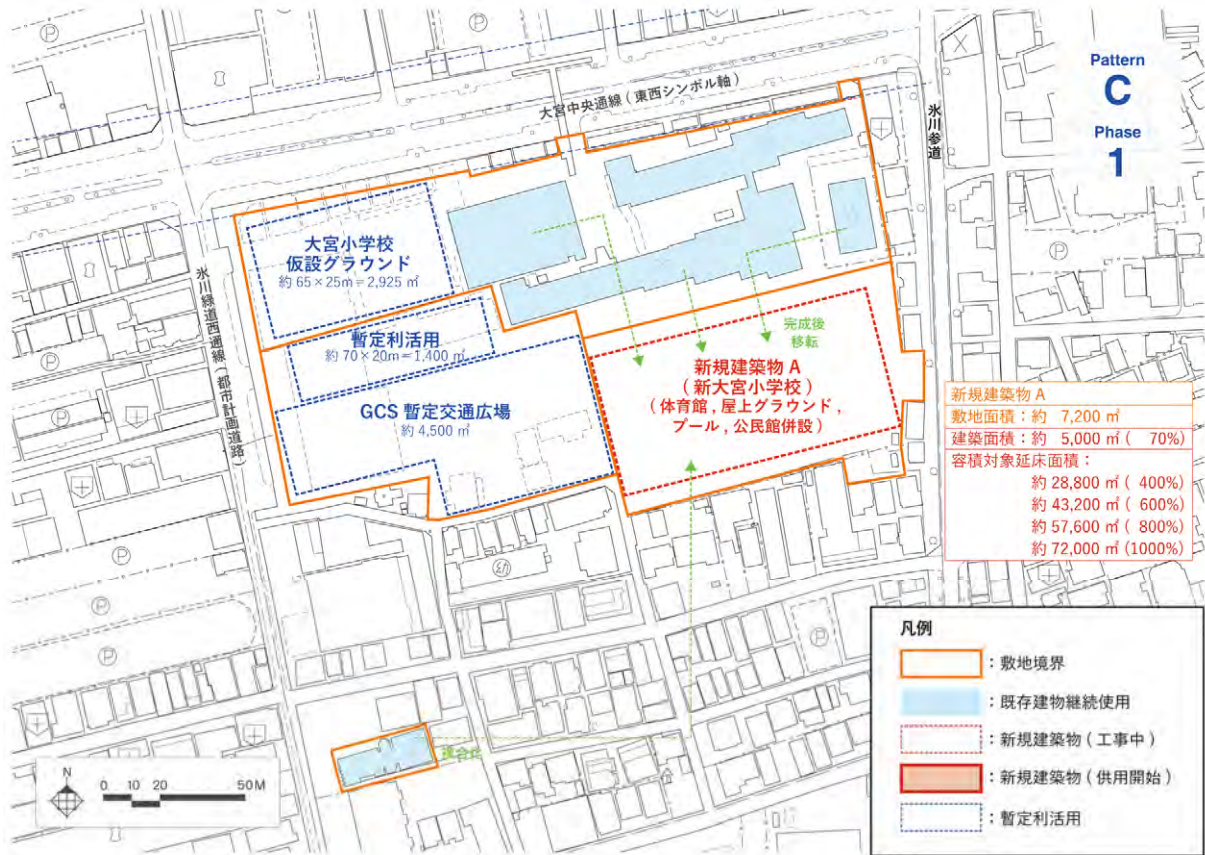 Pattern
C
Phase
1
大宮中央通線(東西シンボル軸)
氷川参道
氷川緑道西通線(都市計画道路)
大宮小学校
仮設グラウンド
約 65×25m=2,925 ㎡
暫定利活用
約 70×20m=1,400 ㎡
GCS 暫定交通広場
約 4,500 ㎡
完成後
移転
新規建築物 A
(新大宮小学校)
(体育館, 屋上グラウンド,
プール, 公民館併設)
新規建築物 A
敷地面積:約 7,200 ㎡
建築面積:約 5,000 ㎡( 70%)
容積対象延床面積:
約 28,800 ㎡( 400%)
約 43,200 ㎡( 600%)
約 57,600 ㎡( 800%)
約 72,000 ㎡(1000%)
複合化
P
P
P
P
P
P
幼
凡例
:敷地境界
:既存建物継続使用
:新規建築物(工事中)
:新規建築物(供用開始)
:暫定利活用
N
0 10 20 50M